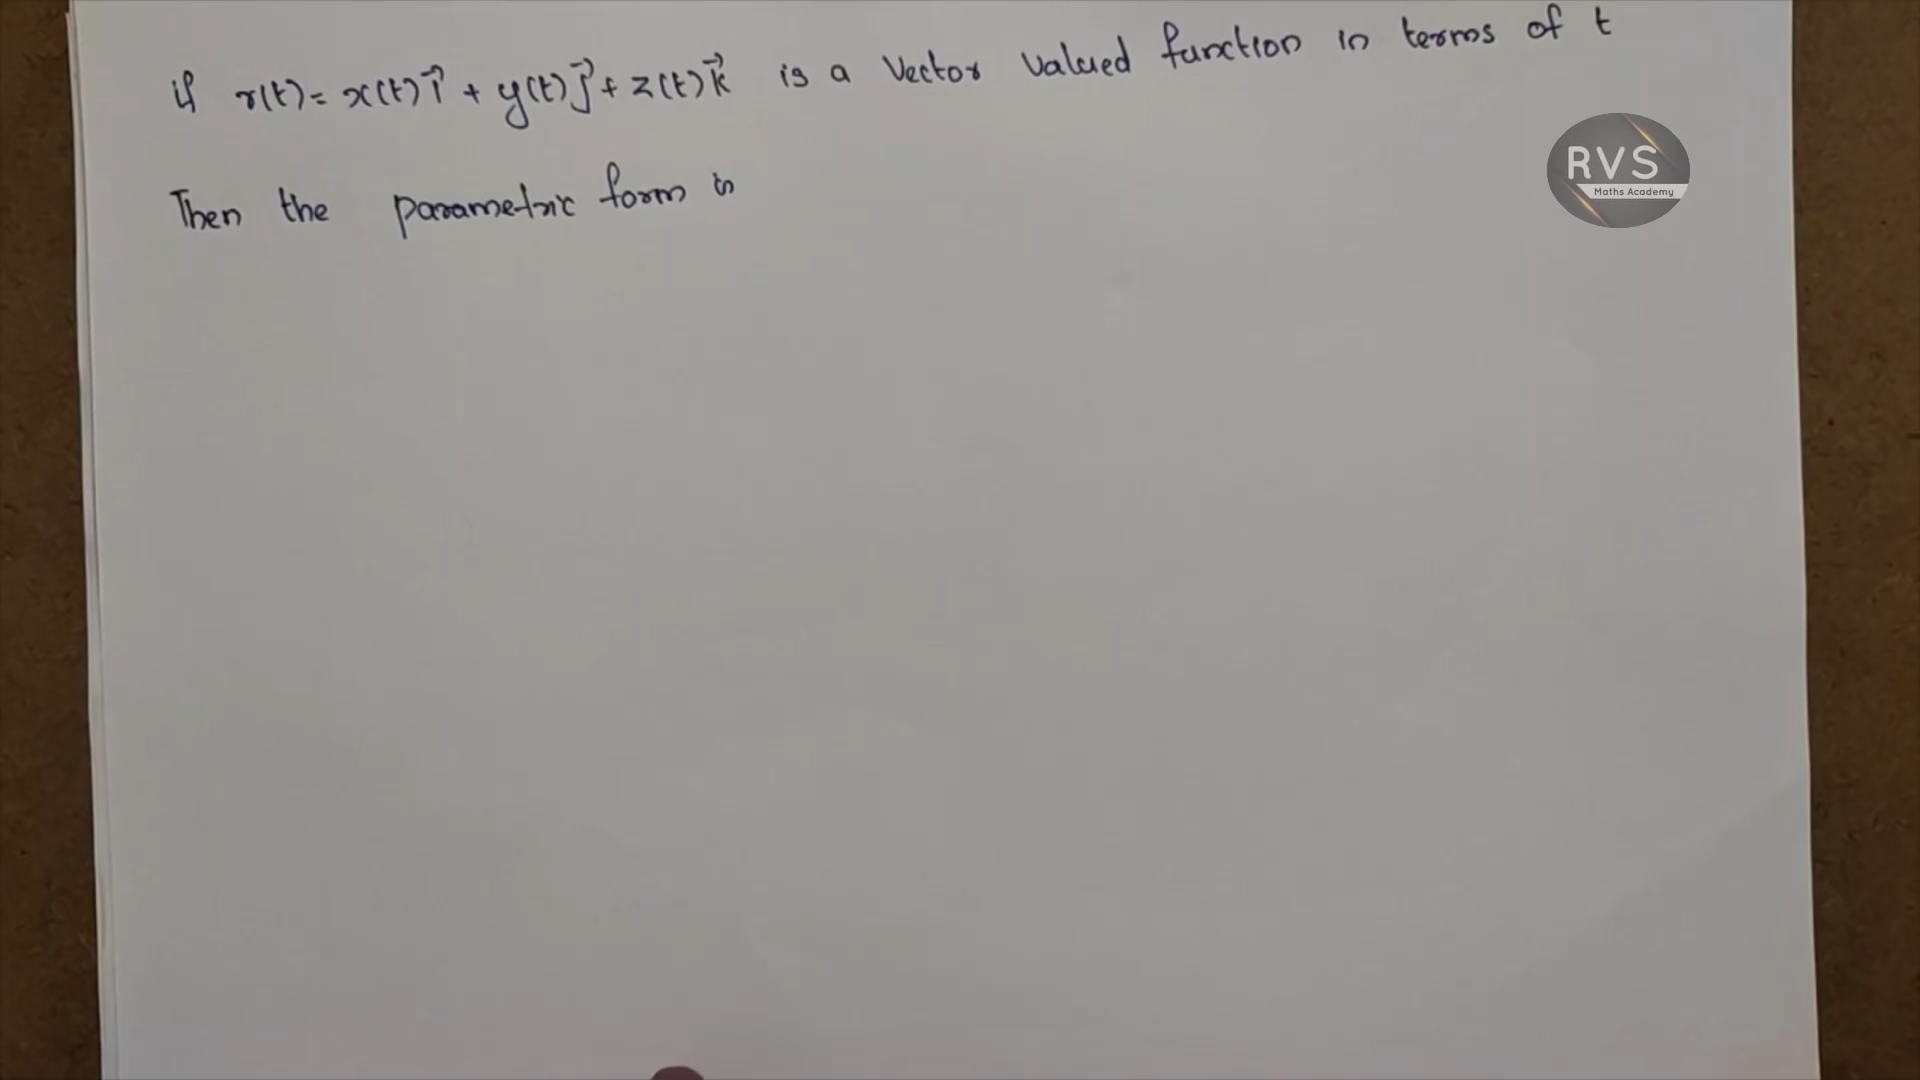 if r(t) = x(t)i⃗ + y(t)j⃗ + z(t)k⃗ is a Vector valued function in terms of t
Then the parametric form is
RVS
Maths Academy